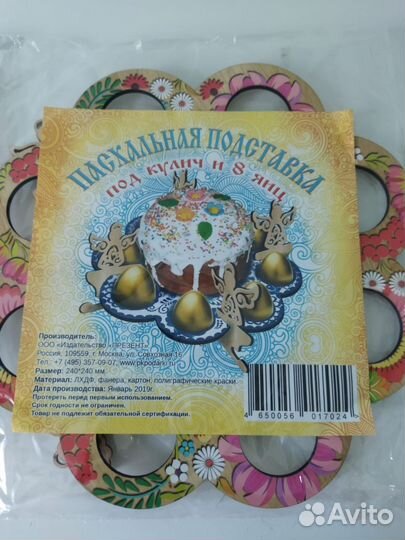 ПАСХАЛЬНАЯ ПОДСТАВКА
ПОД КУЛИЧ И 8 ЯИЦ
Производитель:
ООО «Издательство «ПРЕЗЕНТ»
Россия, 109559, г. Москва, ул. Совхозная 16
Тел.: +7 (495) 357-09-07, www.pkpodarki.ru
Размер: 240*240 мм
Материал: ЛХДФ, фанера, картон, полиграфические краски.
Дата производства: Январь 2019г.
Протереть перед первым использованием.
Срок годности не ограничен.
Товар не подлежит обязательной сертификации.
4 650056 017024
Avito